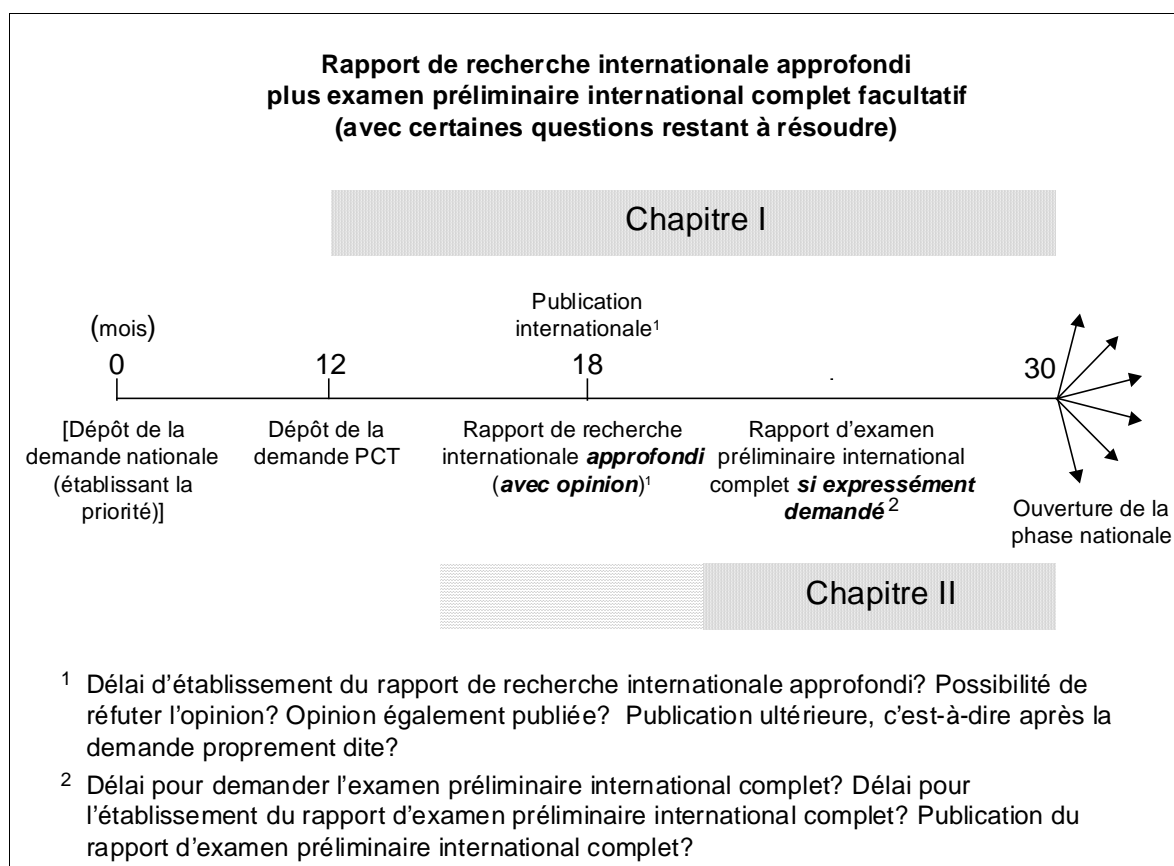 Rapport de recherche internationale approfondi
plus examen préliminaire international complet facultatif
(avec certaines questions restant à résoudre)
Chapitre I
Publication
internationale¹
(mois)
0
12
18
30
[Dépôt de la
demande nationale
(établissant la
priorité)]
Dépôt de la
demande PCT
Rapport de recherche
internationale approfondi
(avec opinion)¹
Rapport d'examen
préliminaire international
complet si expressément
demandé ²
Ouverture de la
phase nationale
Chapitre II
¹ Délai d'établissement du rapport de recherche internationale approfondi? Possibilité de
réfuter l'opinion? Opinion également publiée? Publication ultérieure, c'est-à-dire après la
demande proprement dite?
² Délai pour demander l'examen préliminaire international complet? Délai pour
l'établissement du rapport d'examen préliminaire international complet? Publication du
rapport d'examen préliminaire international complet?